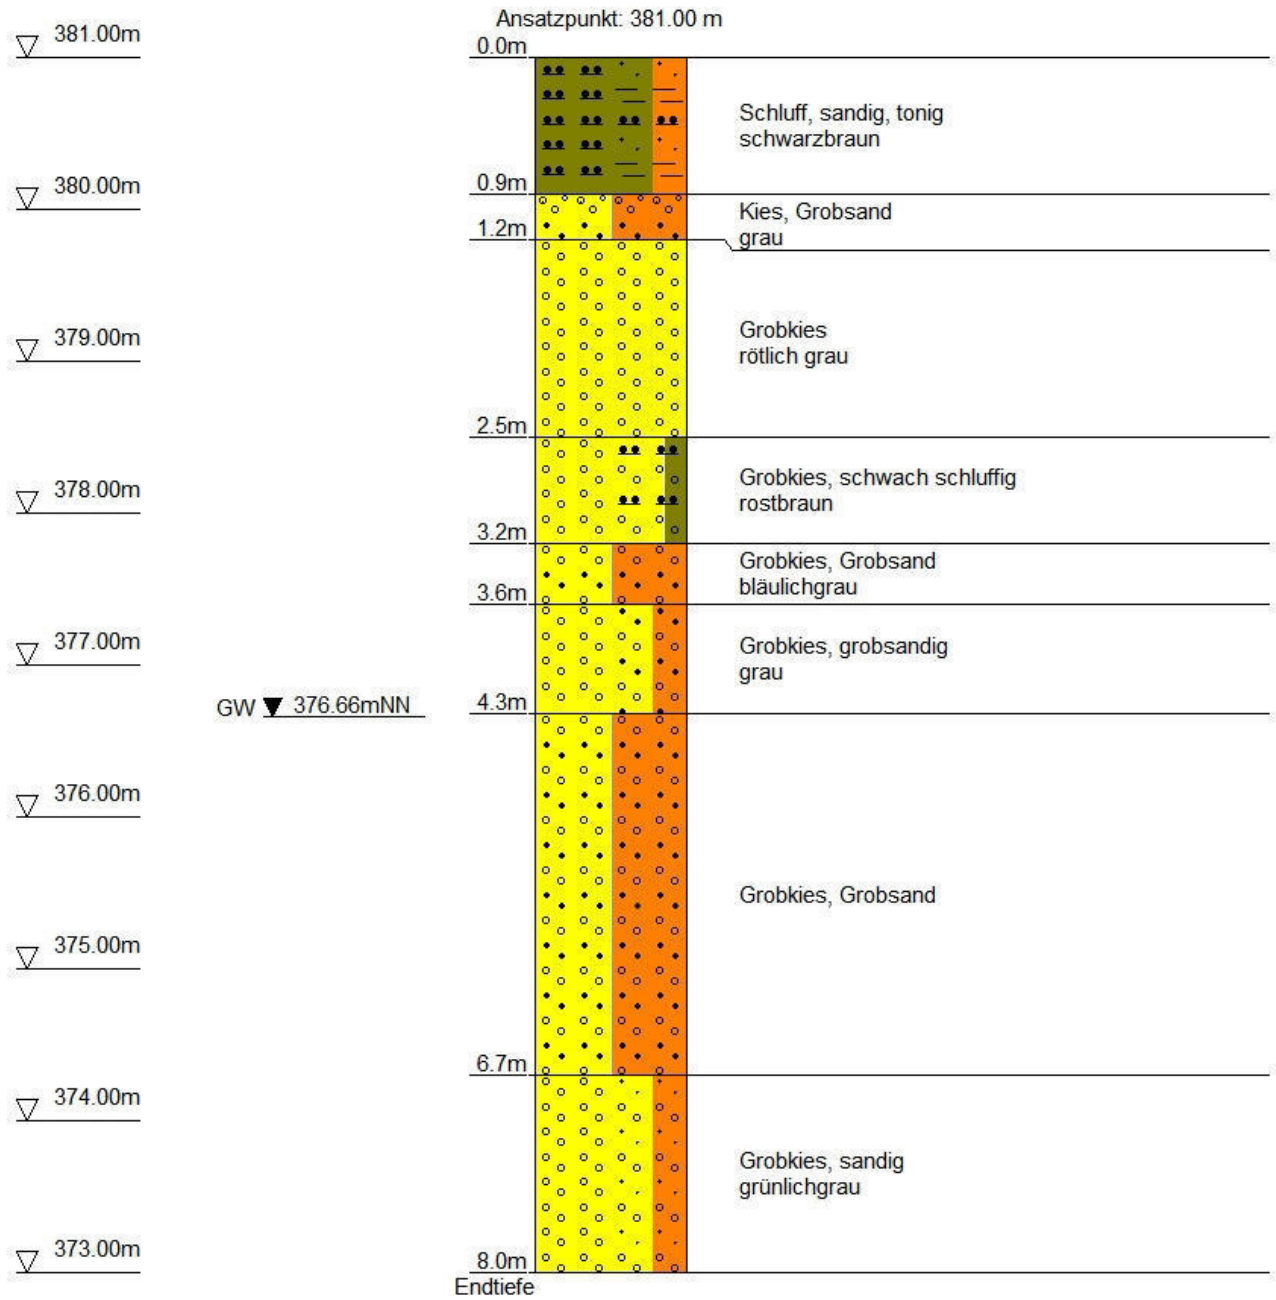 Ansatzpunkt: 381.00 m
381.00m
0.0m
Schluff, sandig, tonig
schwarzbraun
380.00m
0.9m
Kies, Grobsand
grau
1.2m
379.00m
Grobkies
rötlich grau
2.5m
378.00m
Grobkies, schwach schluffig
rostbraun
3.2m
Grobkies, Grobsand
bläulichgrau
3.6m
377.00m
Grobkies, grobsandig
grau
GW 376.66mNN
4.3m
376.00m
Grobkies, Grobsand
375.00m
6.7m
374.00m
Grobkies, sandig
grünlichgrau
373.00m
8.0m
Endtiefe